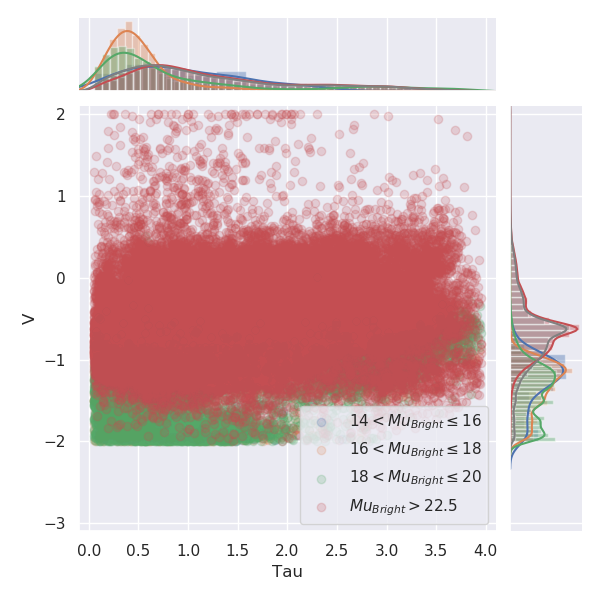 2
1
0
−1
−2
−3
V
14 < Mu_Bright ≤ 16
16 < Mu_Bright ≤ 18
18 < Mu_Bright ≤ 20
Mu_Bright > 22.5
0.0 0.5 1.0 1.5 2.0 2.5 3.0 3.5 4.0
Tau